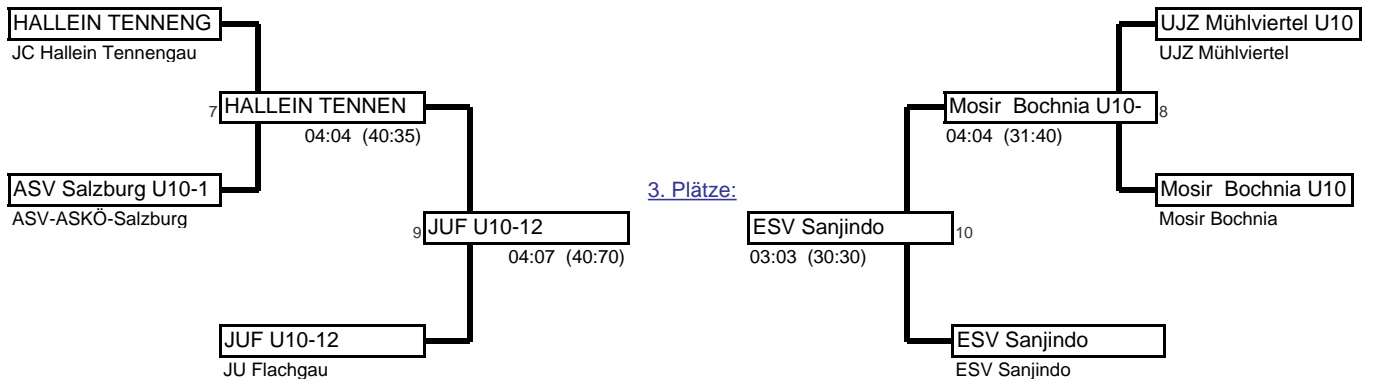 HALLEIN TENNENG
JC Hallein Tennengau
7 HALLEIN TENNEN
04:04 (40:35)
ASV Salzburg U10-1
ASV-ASKÖ-Salzburg
9 JUF U10-12
04:07 (40:70)
JUF U10-12
JU Flachgau
3. Plätze:
UJZ Mühlviertel U10
UJZ Mühlviertel
Mosir Bochnia U10- 8
04:04 (31:40)
Mosir Bochnia U10
Mosir Bochnia
ESV Sanjindo 10
03:03 (30:30)
ESV Sanjindo
ESV Sanjindo